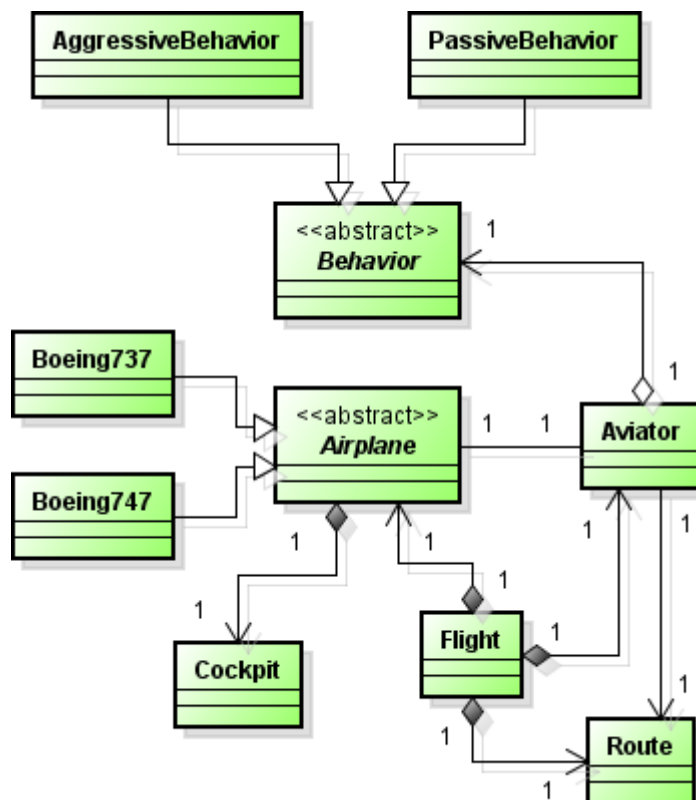 AggressiveBehavior
PassiveBehavior
<<abstract>>
Behavior
1
Boeing737
<<abstract>>
Airplane
1
1
1
Aviator
Boeing747
1
1
1
1
1
1
1
Flight
1
Cockpit
1
1
Route
1